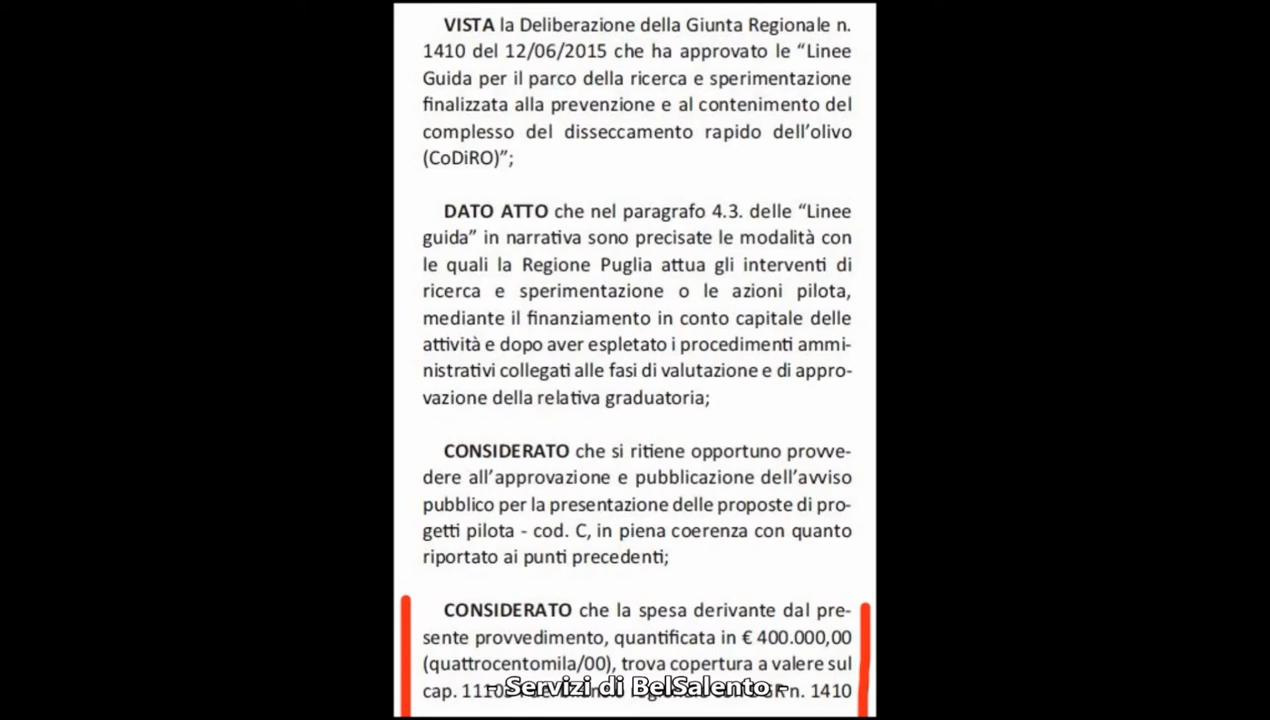 VISTA la Deliberazione della Giunta Regionale n.
1410 del 12/06/2015 che ha approvato le “Linee
Guida per il parco della ricerca e sperimentazione
finalizzata alla prevenzione e al contenimento del
complesso del disseccamento rapido dell’olivo
(CoDiRO)”;
DATO ATTO che nel paragrafo 4.3. delle “Linee
guida” in narrativa sono precisate le modalità con
le quali la Regione Puglia attua gli interventi di
ricerca e sperimentazione o le azioni pilota,
mediante il finanziamento in conto capitale delle
attività e dopo aver espletato i procedimenti ammi-
nistrativi collegati alle fasi di valutazione e di appro-
vazione della relativa graduatoria;
CONSIDERATO che si ritiene opportuno provve-
dere all’approvazione e pubblicazione dell’avviso
pubblico per la presentazione delle proposte di pro-
getti pilota - cod. C, in piena coerenza con quanto
riportato ai punti precedenti;
CONSIDERATO che la spesa derivante dal pre-
sente provvedimento, quantificata in € 400.000,00
(quattrocentomila/00), trova copertura a valere sul
cap. n. 1410
- Servizi di BelSalento -